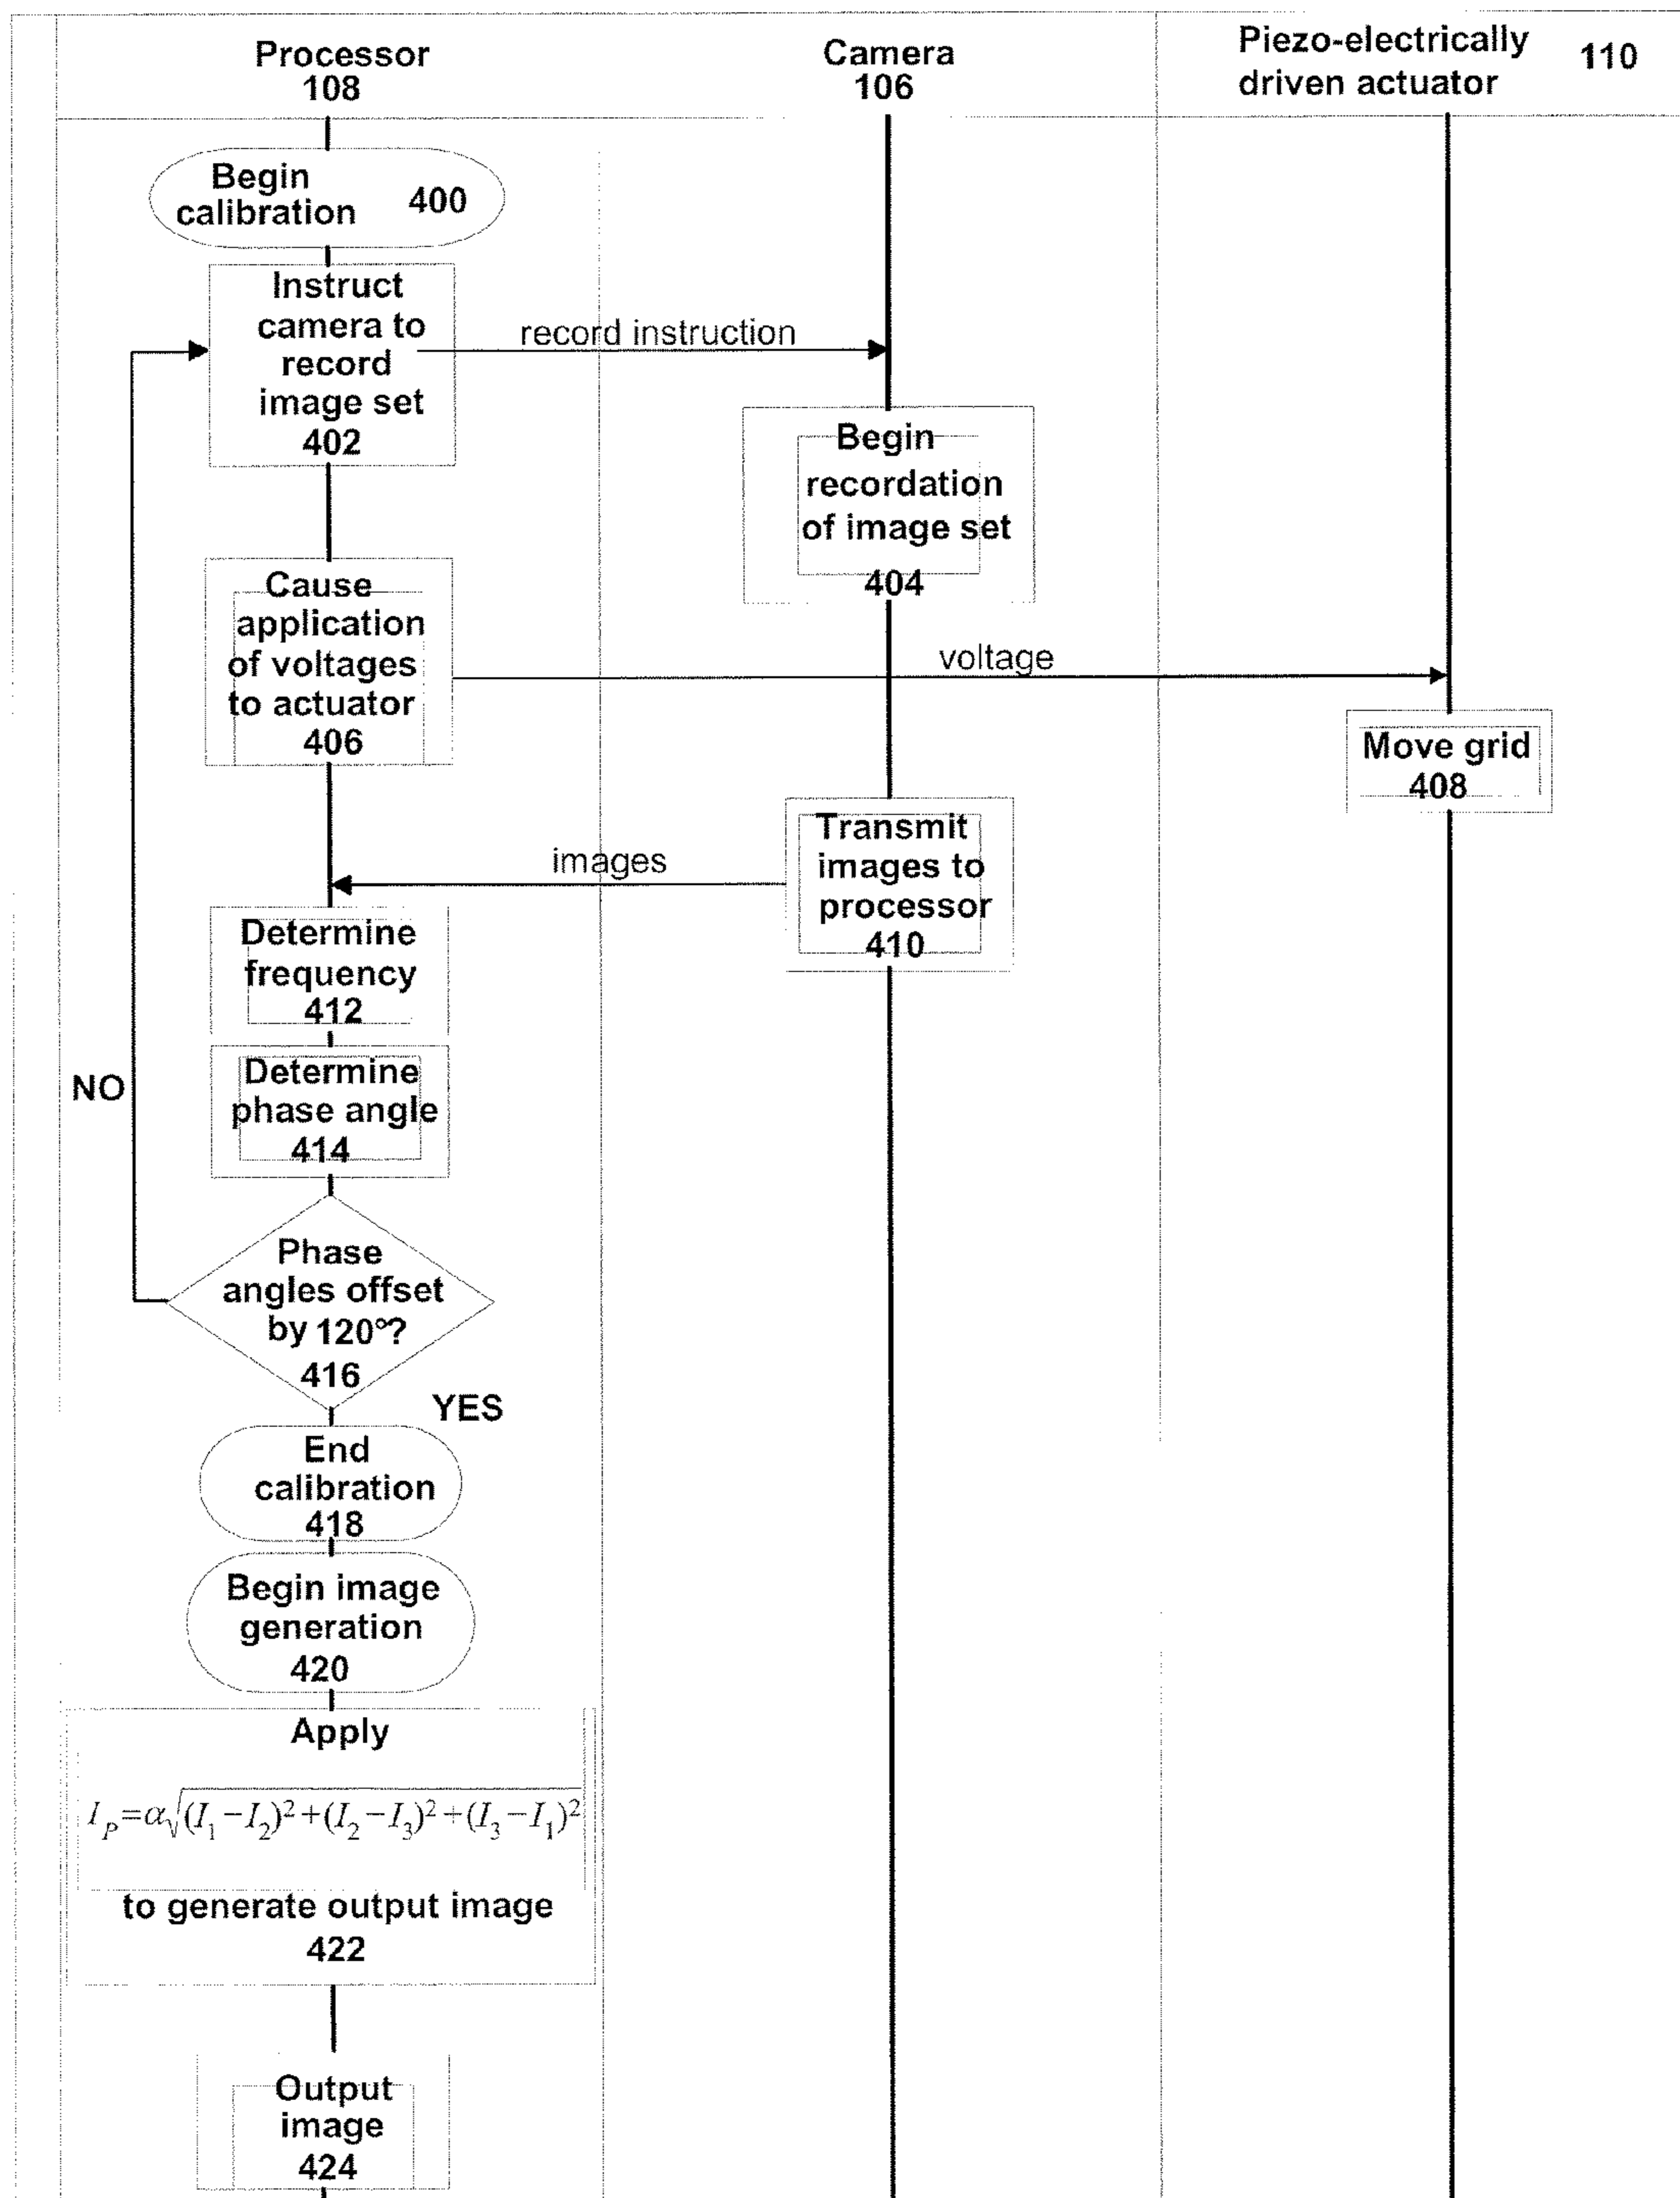 Processor
108
Camera
106
Piezo-electrically
driven actuator
110
Begin
calibration
400
Instruct
camera to
record
image set
402
record instruction
Begin
recordation
of image set
404
Cause
application
of voltages
to actuator
406
voltage
Move grid
408
Transmit
images to
processor
410
images
Determine
frequency
412
Determine
phase angle
414
NO
Phase
angles offset
by 120°?
416
YES
End
calibration
418
Begin image
generation
420
Apply
I_P=α√(I_1−I_2)²+(I_2−I_3)²+(I_3−I_1)²
to generate output image
422
Output
image
424